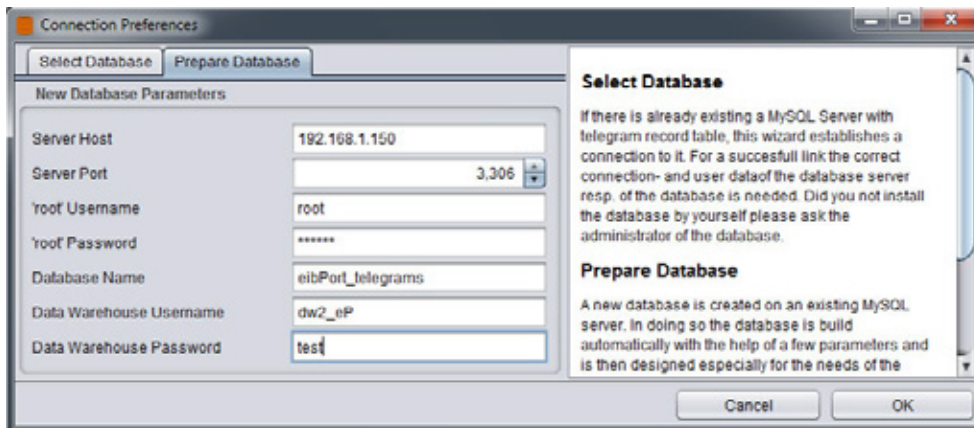 Connection Preferences
Select Database
Prepare Database
New Database Parameters
Server Host
192.168.1.150
Server Port
3,306
'root' Username
root
'root' Password
******
Database Name
eibPort_telegrams
Data Warehouse Username
dw2_eP
Data Warehouse Password
test
Select Database
If there is already existing a MySQL Server with
telegram record table, this wizard establishes a
connection to it. For a succesfull link the correct
connection- and user dataof the database server
resp. of the database is needed. Did you not install
the database by yourself please ask the
administrator of the database.
Prepare Database
A new database is created on an existing MySQL
server. In doing so the database is build
automatically with the help of a few parameters and
is then designed especially for the needs of the
Cancel
OK